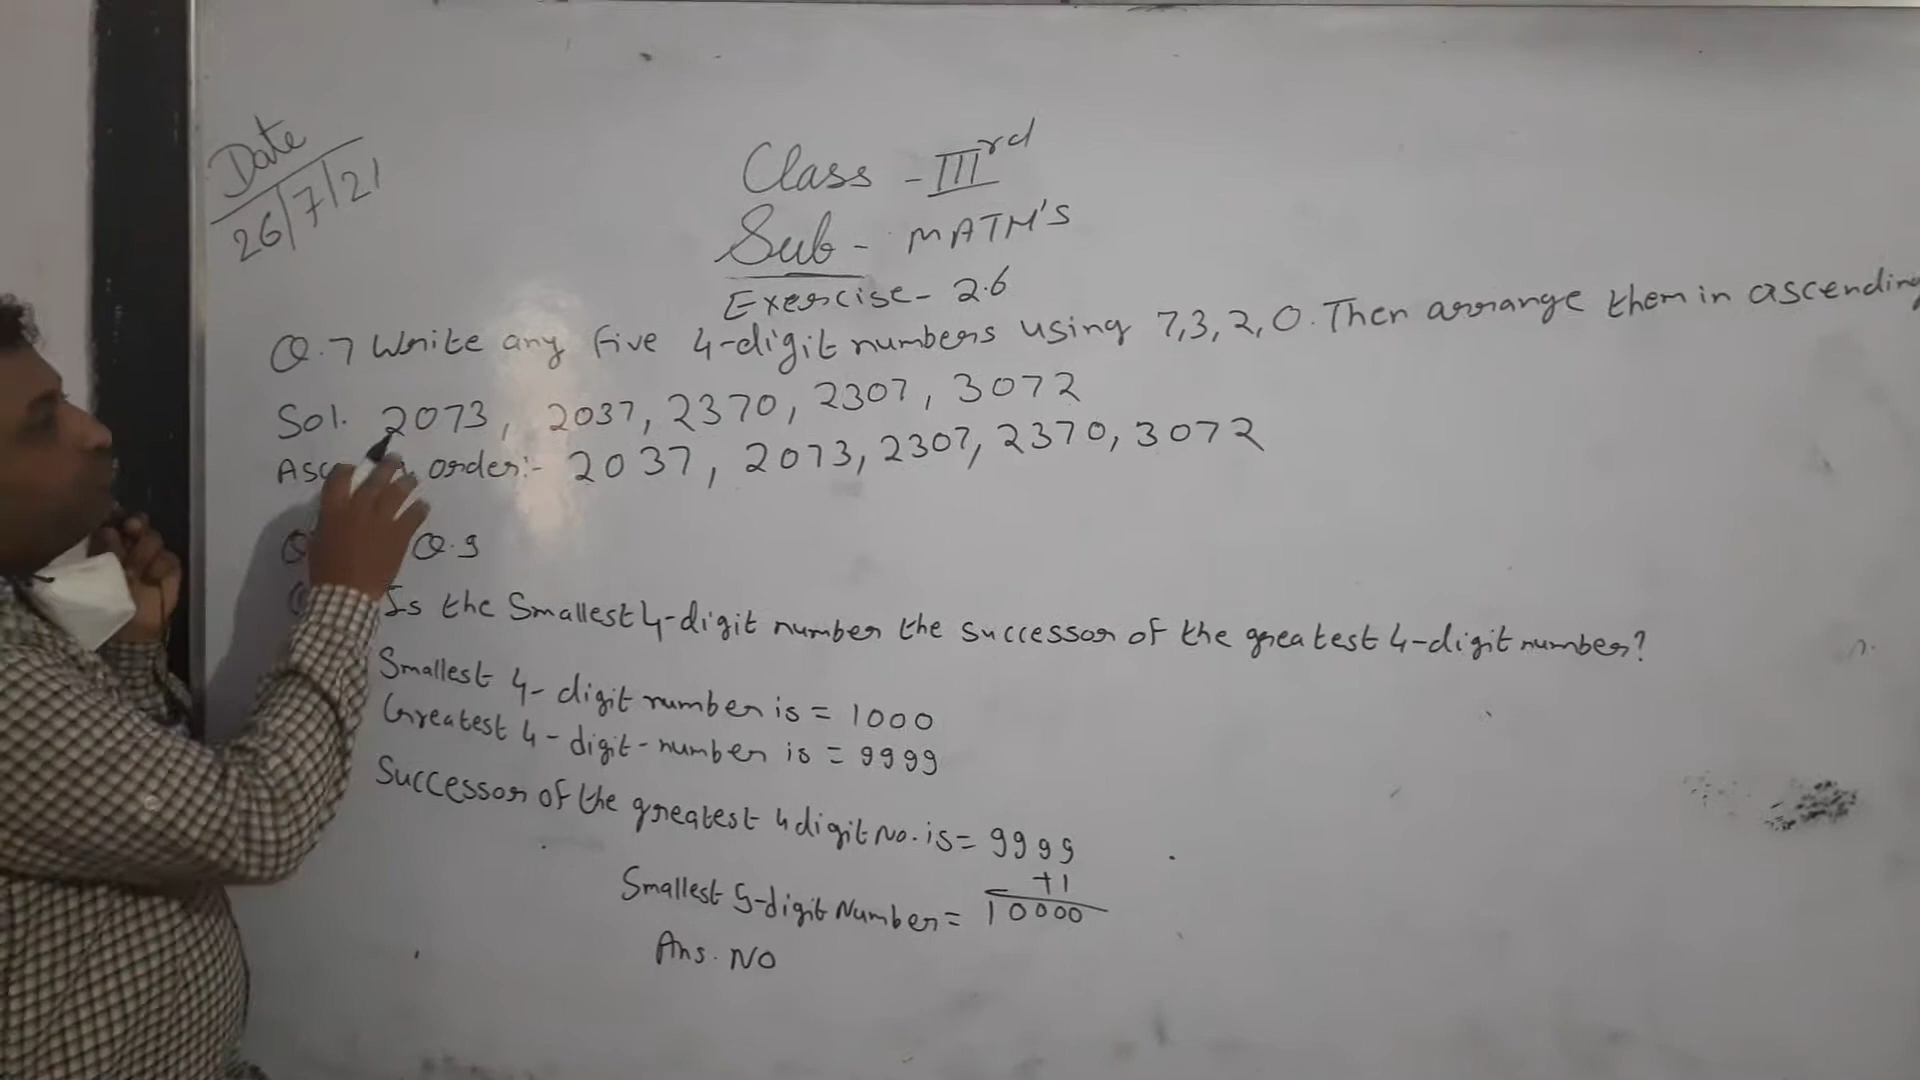 Date
26/7/21
Class - IIIrd
Sub - MATH'S
Exercise - 2.6
Q.7 Write any five 4-digit numbers using 7,3,2,0. Then arrange them in ascending
Sol. 2073, 2037, 2370, 2307, 3072
order:- 2037, 2073, 2307, 2370, 3072
Q.9
Is the Smallest 4-digit number the successor of the greatest 4-digit number?
Smallest 4-digit number is = 1000
Greatest 4-digit-number is = 9999
Successor of the greatest 4 digit No. is = 9999
+1
Smallest 5-digit Number = 10000
Ans. NO